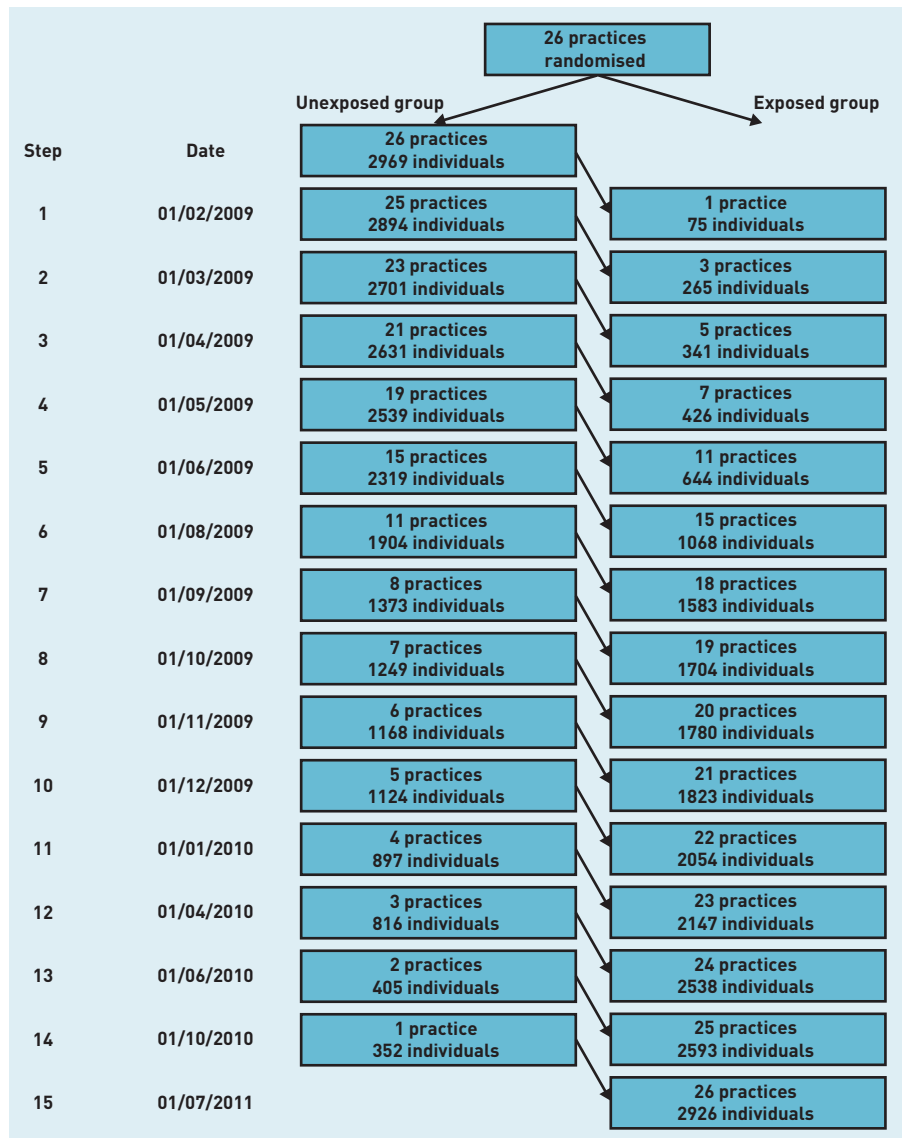 26 practices
randomised
Unexposed group
Exposed group
Step
Date
26 practices
2969 individuals
1
01/02/2009
25 practices
2894 individuals
1 practice
75 individuals
2
01/03/2009
23 practices
2701 individuals
3 practices
265 individuals
3
01/04/2009
21 practices
2631 individuals
5 practices
341 individuals
4
01/05/2009
19 practices
2539 individuals
7 practices
426 individuals
5
01/06/2009
15 practices
2319 individuals
11 practices
644 individuals
6
01/08/2009
11 practices
1904 individuals
15 practices
1068 individuals
7
01/09/2009
8 practices
1373 individuals
18 practices
1583 individuals
8
01/10/2009
7 practices
1249 individuals
19 practices
1704 individuals
9
01/11/2009
6 practices
1168 individuals
20 practices
1780 individuals
10
01/12/2009
5 practices
1124 individuals
21 practices
1823 individuals
11
01/01/2010
4 practices
897 individuals
22 practices
2054 individuals
12
01/04/2010
3 practices
816 individuals
23 practices
2147 individuals
13
01/06/2010
2 practices
405 individuals
24 practices
2538 individuals
14
01/10/2010
1 practice
352 individuals
25 practices
2593 individuals
15
01/07/2011
26 practices
2926 individuals